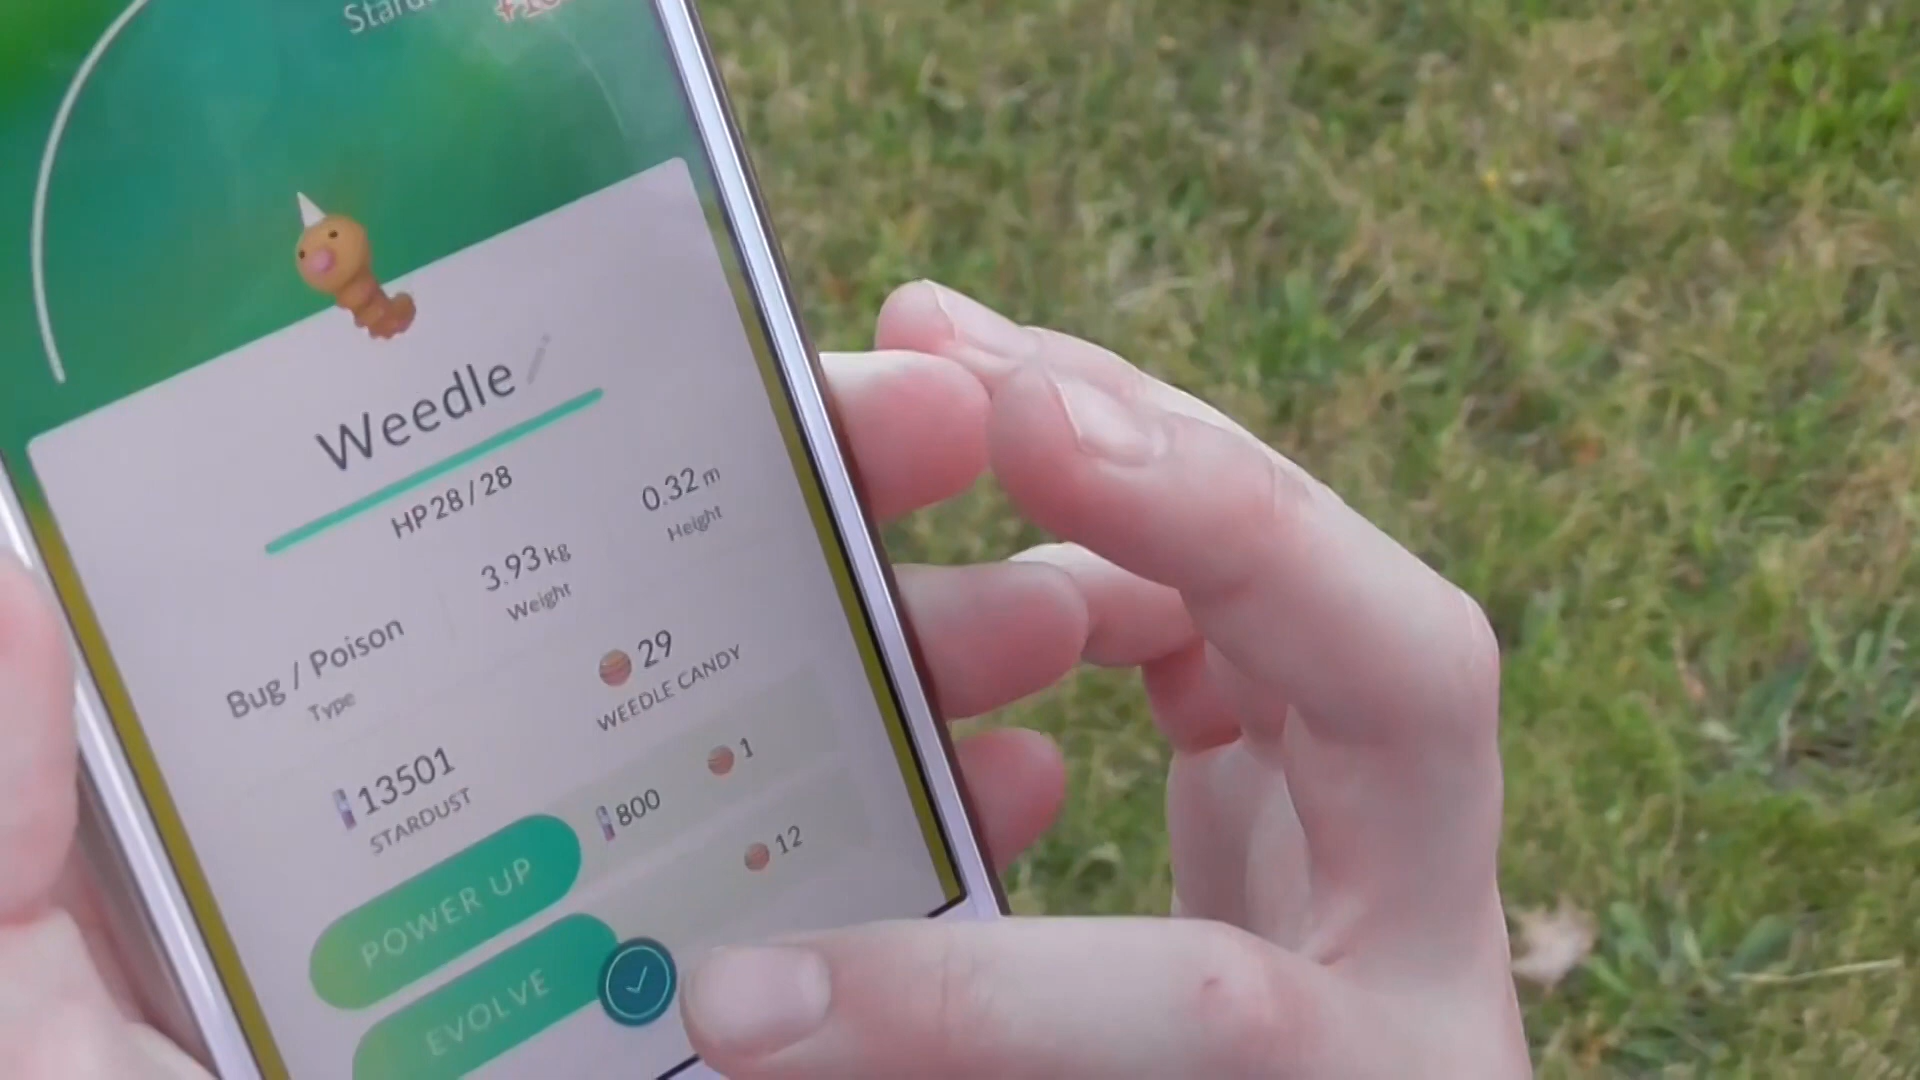 Weedle
HP 28 / 28
Bug / Poison
Type
3.93 kg
Weight
0.32 m
Height
13501
STARDUST
29
WEEDLE CANDY
POWER UP
800
1
EVOLVE
12